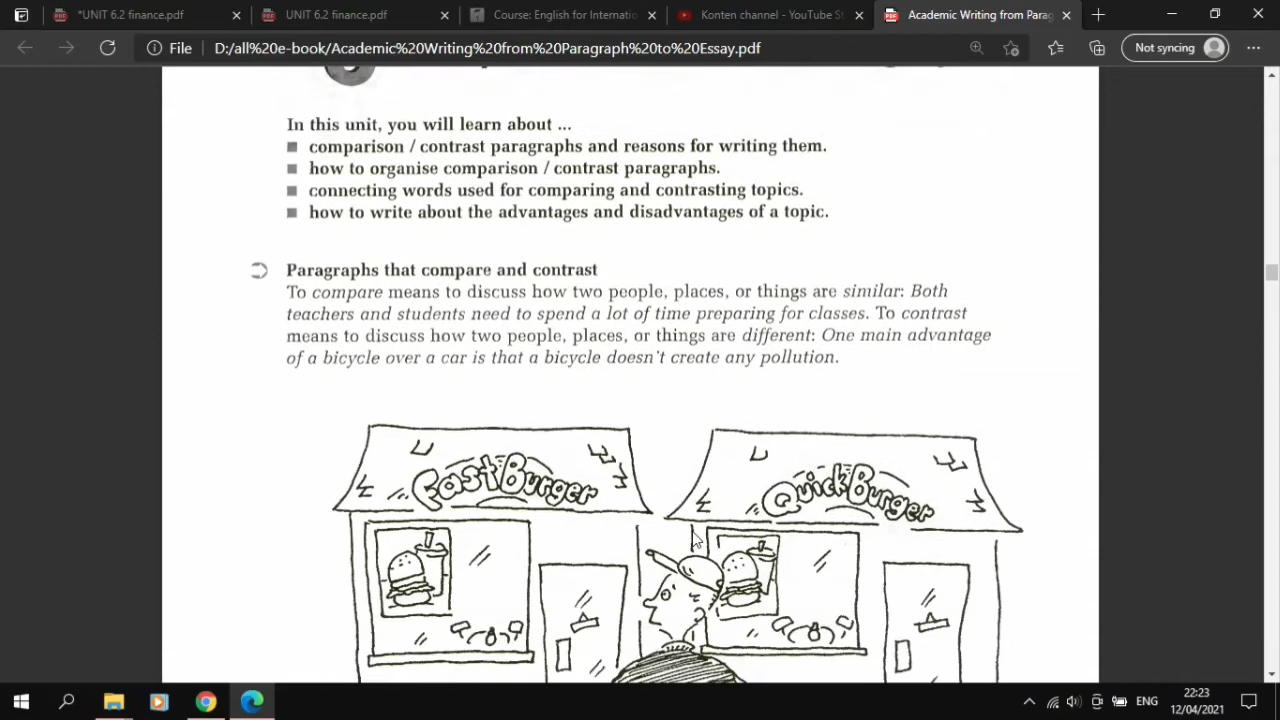 *UNIT 6.2 finance.pdf
UNIT 6.2 finance.pdf
Course: English for Internatio
Konten channel - YouTube St
Academic Writing from Parag
File
D:/all%20e-book/Academic%20Writing%20from%20Paragraph%20to%20Essay.pdf
Not syncing
In this unit, you will learn about ...
■ comparison / contrast paragraphs and reasons for writing them.
■ how to organise comparison / contrast paragraphs.
■ connecting words used for comparing and contrasting topics.
■ how to write about the advantages and disadvantages of a topic.
Paragraphs that compare and contrast
To compare means to discuss how two people, places, or things are similar: Both
teachers and students need to spend a lot of time preparing for classes. To contrast
means to discuss how two people, places, or things are different: One main advantage
of a bicycle over a car is that a bicycle doesn't create any pollution.
FastBurger
QuickBurger
ENG
22:23
12/04/2021